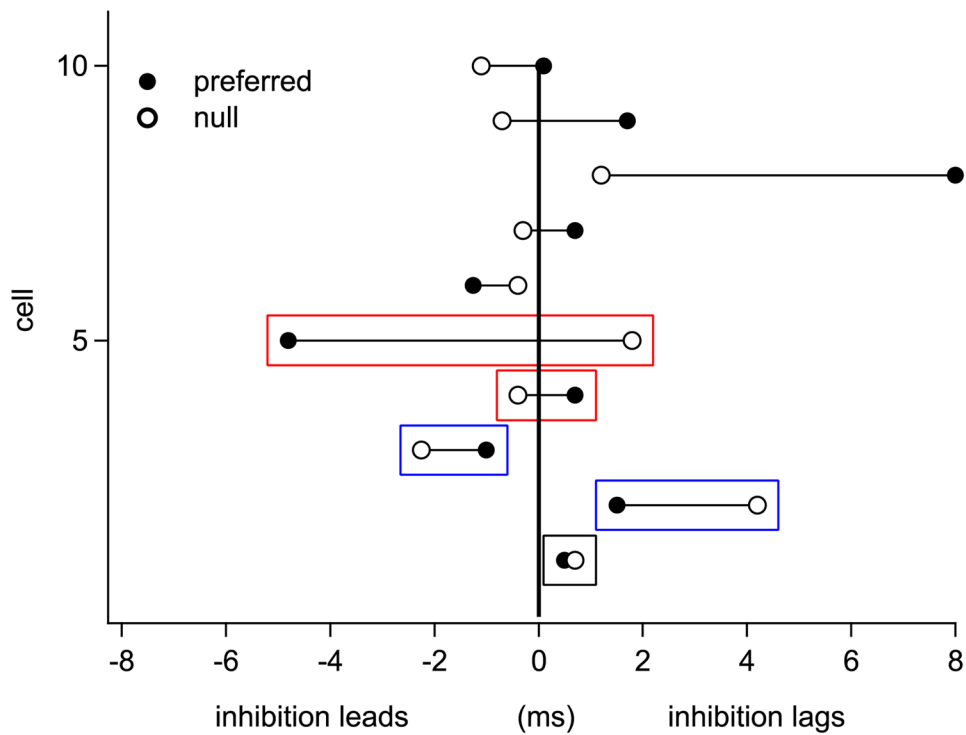 10
preferred
null
cell
5
-8 -6 -4 -2 0 2 4 6 8
inhibition leads (ms) inhibition lags